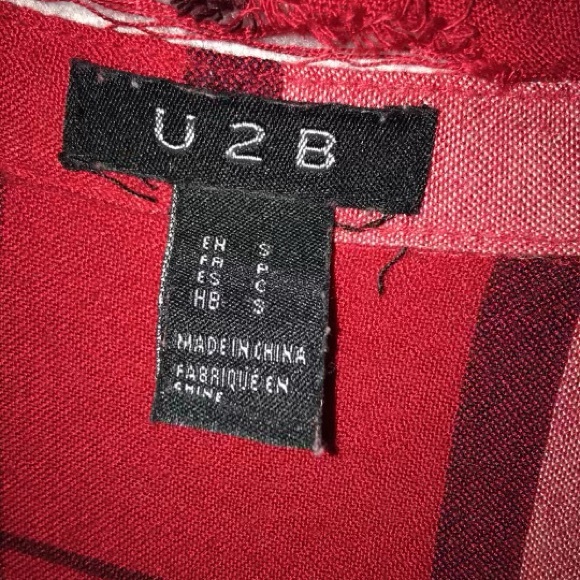 U2B
EN S
FR P
ES C
HB S
MADE IN CHINA
FABRIQUÉ EN
CHINE